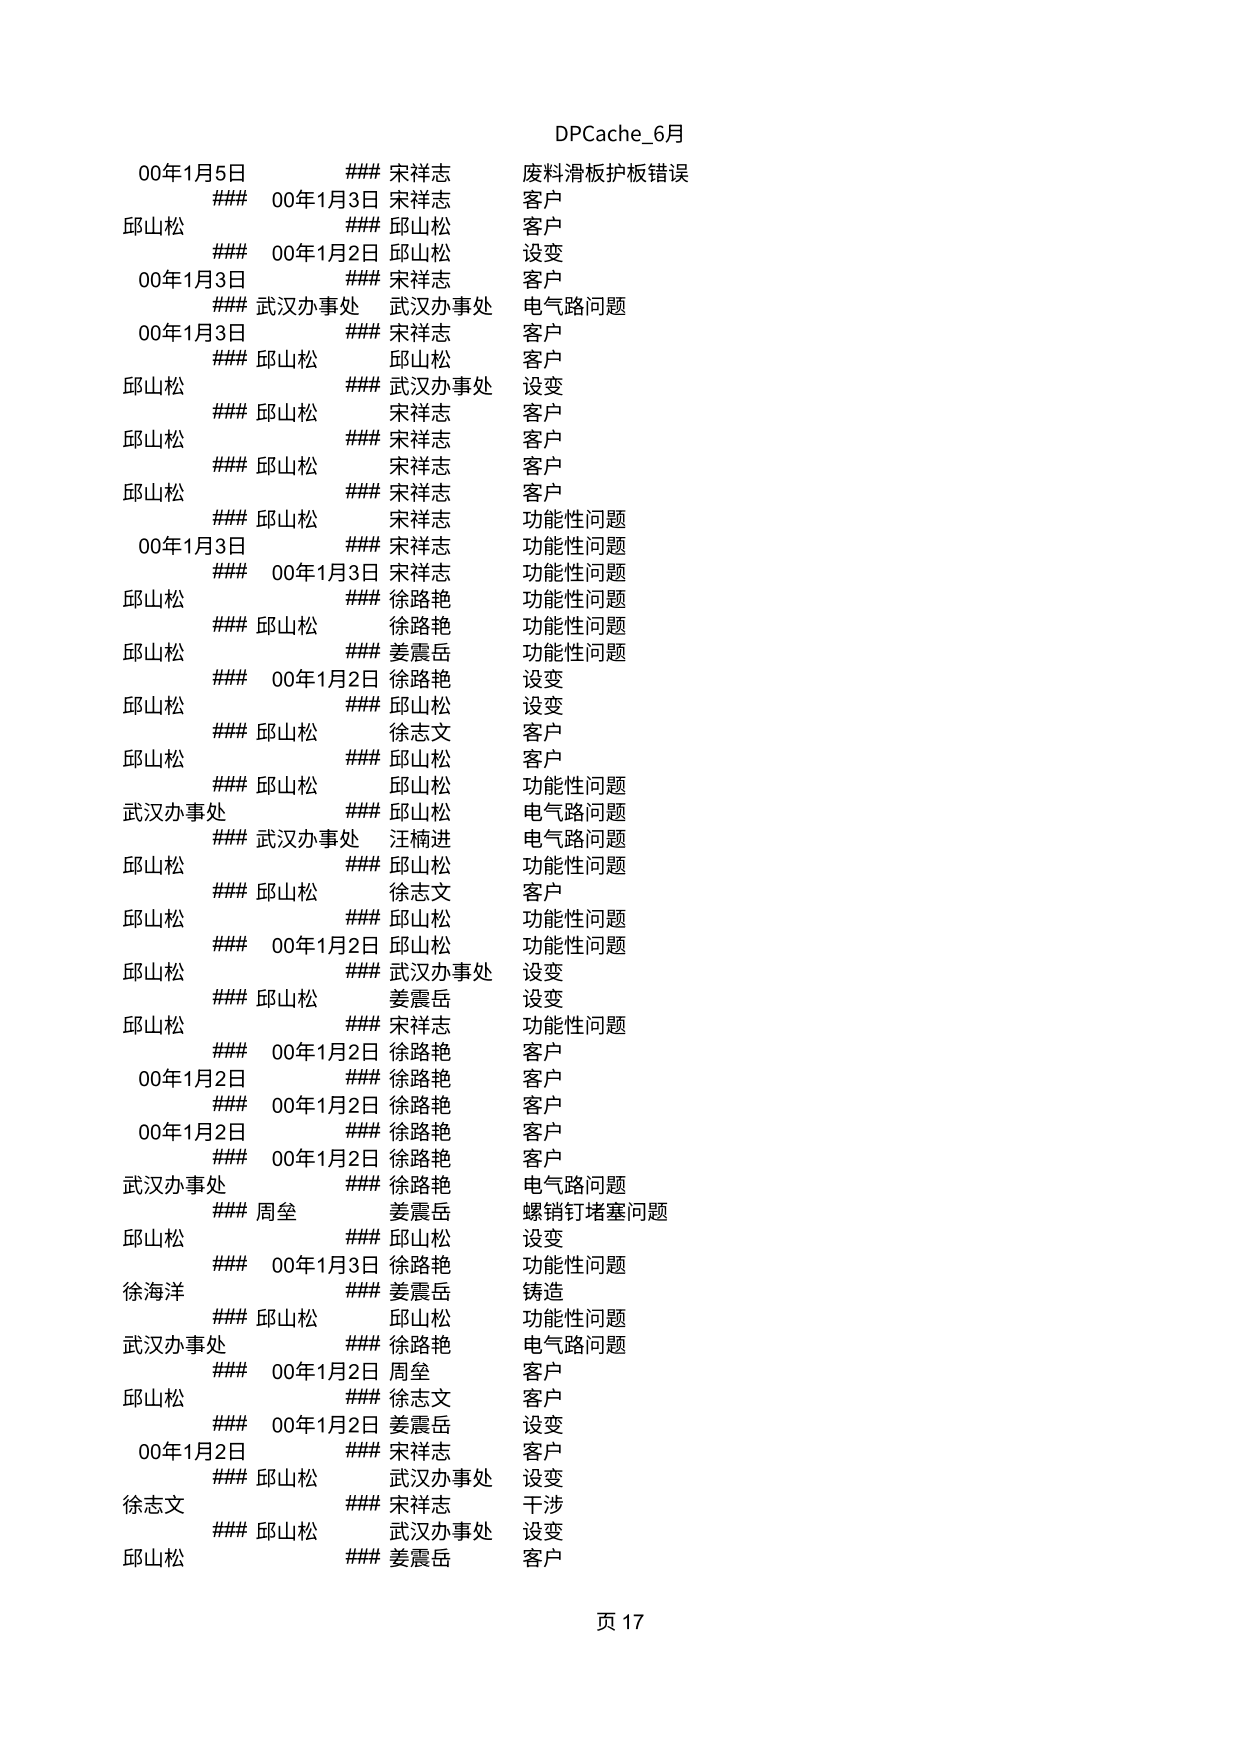 DPCache_6月
00年1月5日 ### 宋祥志 废料滑板护板错误
### 00年1月3日 宋祥志 客户
邱山松 ### 邱山松 客户
### 00年1月2日 邱山松 设变
00年1月3日 ### 宋祥志 客户
### 武汉办事处 武汉办事处 电气路问题
00年1月3日 ### 宋祥志 客户
### 邱山松 邱山松 客户
邱山松 ### 武汉办事处 设变
### 邱山松 宋祥志 客户
邱山松 ### 宋祥志 客户
### 邱山松 宋祥志 客户
邱山松 ### 宋祥志 客户
### 邱山松 宋祥志 功能性问题
00年1月3日 ### 宋祥志 功能性问题
### 00年1月3日 宋祥志 功能性问题
邱山松 ### 徐路艳 功能性问题
### 邱山松 徐路艳 功能性问题
邱山松 ### 姜震岳 功能性问题
### 00年1月2日 徐路艳 设变
邱山松 ### 邱山松 设变
### 邱山松 徐志文 客户
邱山松 ### 邱山松 客户
### 邱山松 邱山松 功能性问题
武汉办事处 ### 邱山松 电气路问题
### 武汉办事处 汪楠进 电气路问题
邱山松 ### 邱山松 功能性问题
### 邱山松 徐志文 客户
邱山松 ### 邱山松 功能性问题
### 00年1月2日 邱山松 功能性问题
邱山松 ### 武汉办事处 设变
### 邱山松 姜震岳 设变
邱山松 ### 宋祥志 功能性问题
### 00年1月2日 徐路艳 客户
00年1月2日 ### 徐路艳 客户
### 00年1月2日 徐路艳 客户
00年1月2日 ### 徐路艳 客户
### 00年1月2日 徐路艳 客户
武汉办事处 ### 徐路艳 电气路问题
### 周垒 姜震岳 螺销钉堵塞问题
邱山松 ### 邱山松 设变
### 00年1月3日 徐路艳 功能性问题
徐海洋 ### 姜震岳 铸造
### 邱山松 邱山松 功能性问题
武汉办事处 ### 徐路艳 电气路问题
### 00年1月2日 周垒 客户
邱山松 ### 徐志文 客户
### 00年1月2日 姜震岳 设变
00年1月2日 ### 宋祥志 客户
### 邱山松 武汉办事处 设变
徐志文 ### 宋祥志 干涉
### 邱山松 武汉办事处 设变
邱山松 ### 姜震岳 客户
页 17